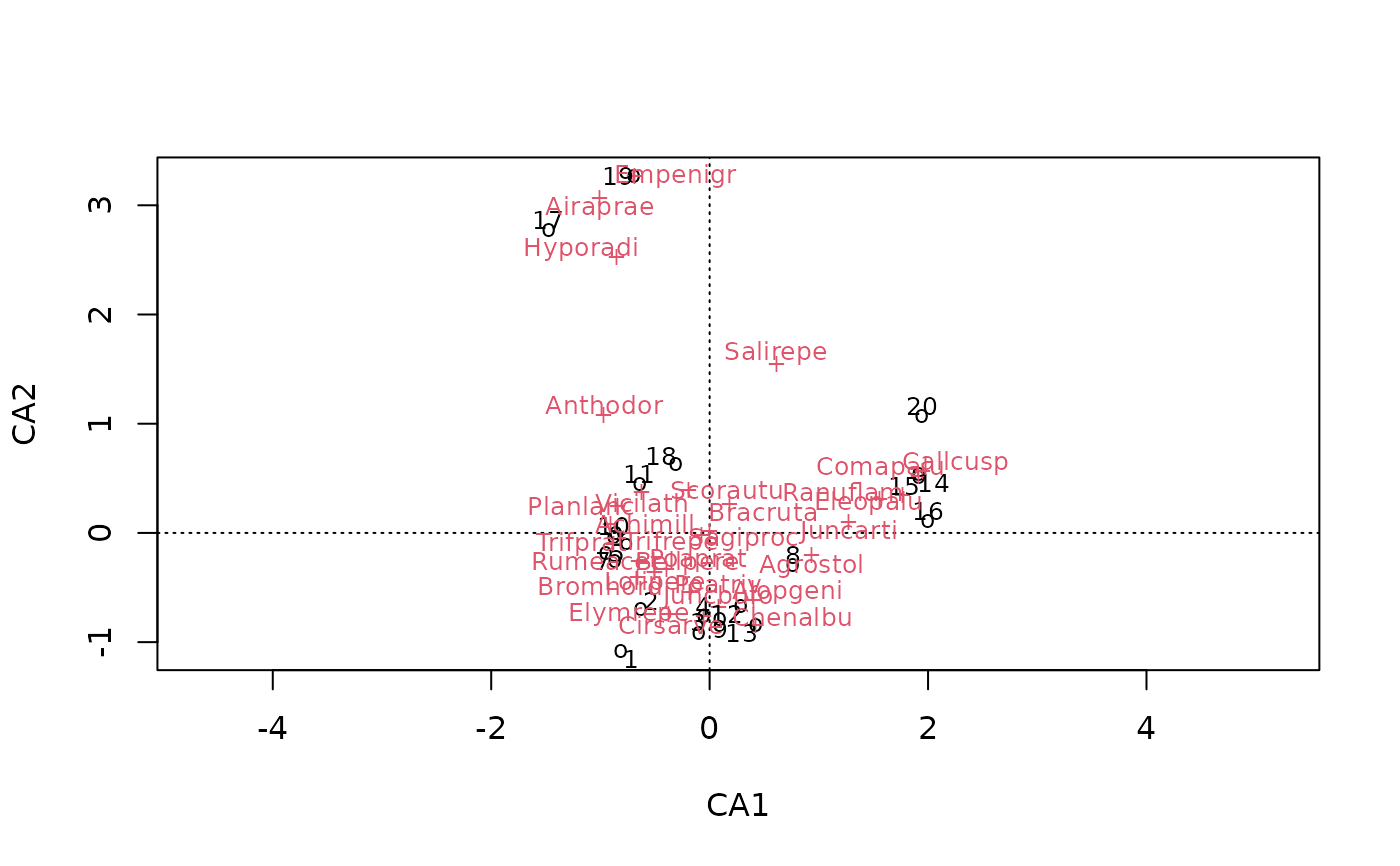 19 Empenigr
Airaprae
17
Hyporadi
Salirepe
Anthodor
20
18
11
Comapalu Callcusp
15 14
Scorautu Ranuflam
Vicilath Eleopalu
Planlanc
Bracruta 16
10 Achimill
Juncarti
Sagiproc
Trifprat Trifrepe
7 5
8
Rumeacet Bellpere Poaprat
Agrostol
Bromhord Lolipere Poatriv Alopgeni
2 Juncbufo
4
Elymrepe
12 Chenalbu
Cirsarve 3 9 13
1
3
2
1
0
-1
-4 -2 0 2 4
CA1
CA2